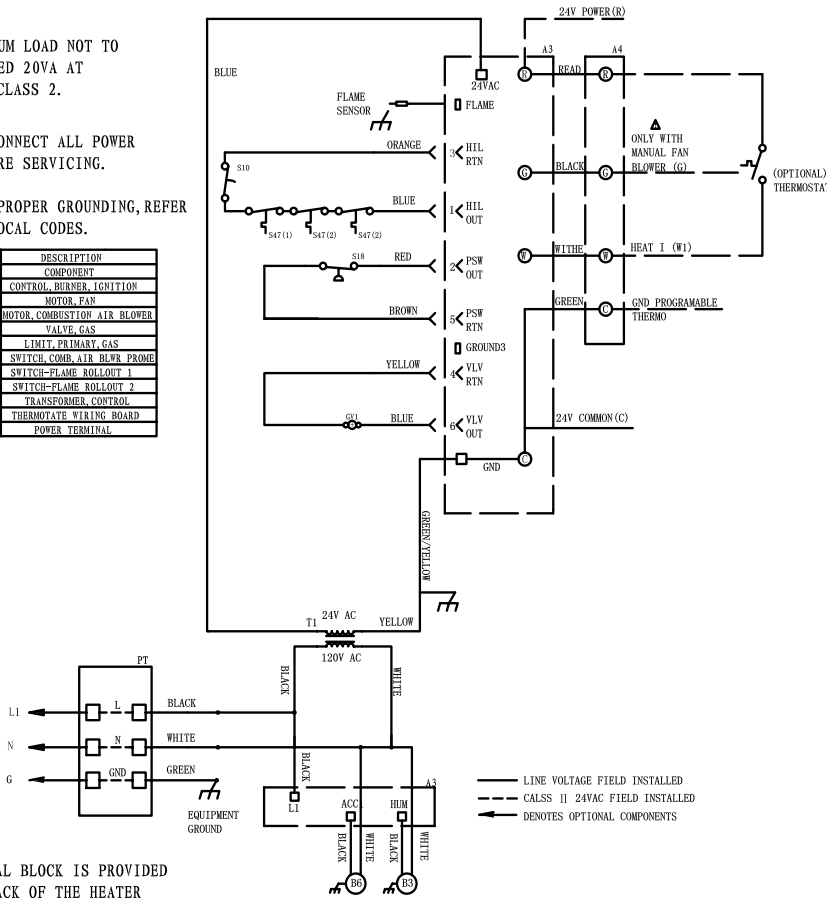 24V POWER(R)
UM LOAD NOT TO
ED 20VA AT
CLASS 2.
A3
A4
BLUE
24VAC
R
READ
R
FLAME
SENSOR
FLAME
ONNECT ALL POWER
RE SERVICING.
ORANGE
3
HIL
RTN
ONLY WITH
MANUAL FAN
BLOWER (G)
S10
G
BLACK
G
(OPTIONAL)
THERMOSTAT
PROPER GROUNDING, REFER
OCAL CODES.
BLUE
1
HIL
OUT
S47(1)
S47(2)
S47(2)
DESCRIPTION
COMPONENT
CONTROL, BURNER, IGNITION
MOTOR, FAN
MOTOR, COMBUSTION AIR BLOWER
VALVE, GAS
LIMIT, PRIMARY, GAS
SWITCH, COMB, AIR BLWR PROME
SWITCH-FLAME ROLLOUT 1
SWITCH-FLAME ROLLOUT 2
TRANSFORMER, CONTROL
THERMOTATE WIRING BOARD
POWER TERMINAL
S18
RED
2
PSW
OUT
W
WITHE
W
HEAT I (W1)
BROWN
5
PSW
RTN
GREEN
C
GND PROGRAMABLE
THERMO
GROUND3
YELLOW
4
VLV
RTN
GV1
BLUE
6
VLV
OUT
24V COMMON(C)
GND
C
GREEN/YELLOW
T1
24V AC
YELLOW
120V AC
BLACK
WHITE
PT
L1
L
BLACK
N
N
WHITE
G
GND
GREEN
EQUIPMENT
GROUND
BLACK
A3
L1
ACC
HUM
BLACK
WHITE
BLACK
WHITE
B6
B3
LINE VOLTAGE FIELD INSTALLED
CALSS II 24VAC FIELD INSTALLED
DENOTES OPTIONAL COMPONENTS
AL BLOCK IS PROVIDED
ACK OF THE HEATER